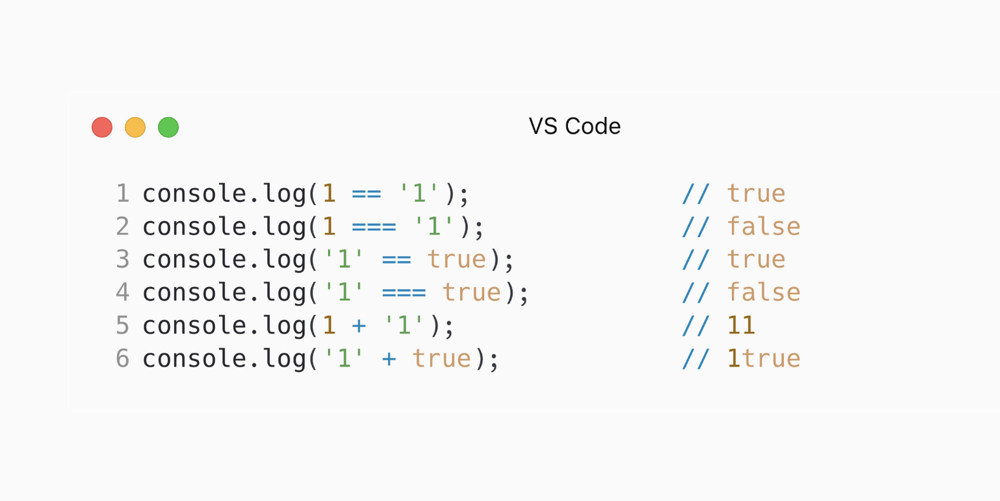 VS Code
1 console.log(1 == '1'); // true
2 console.log(1 === '1'); // false
3 console.log('1' == true); // true
4 console.log('1' === true); // false
5 console.log(1 + '1'); // 11
6 console.log('1' + true); // 1true